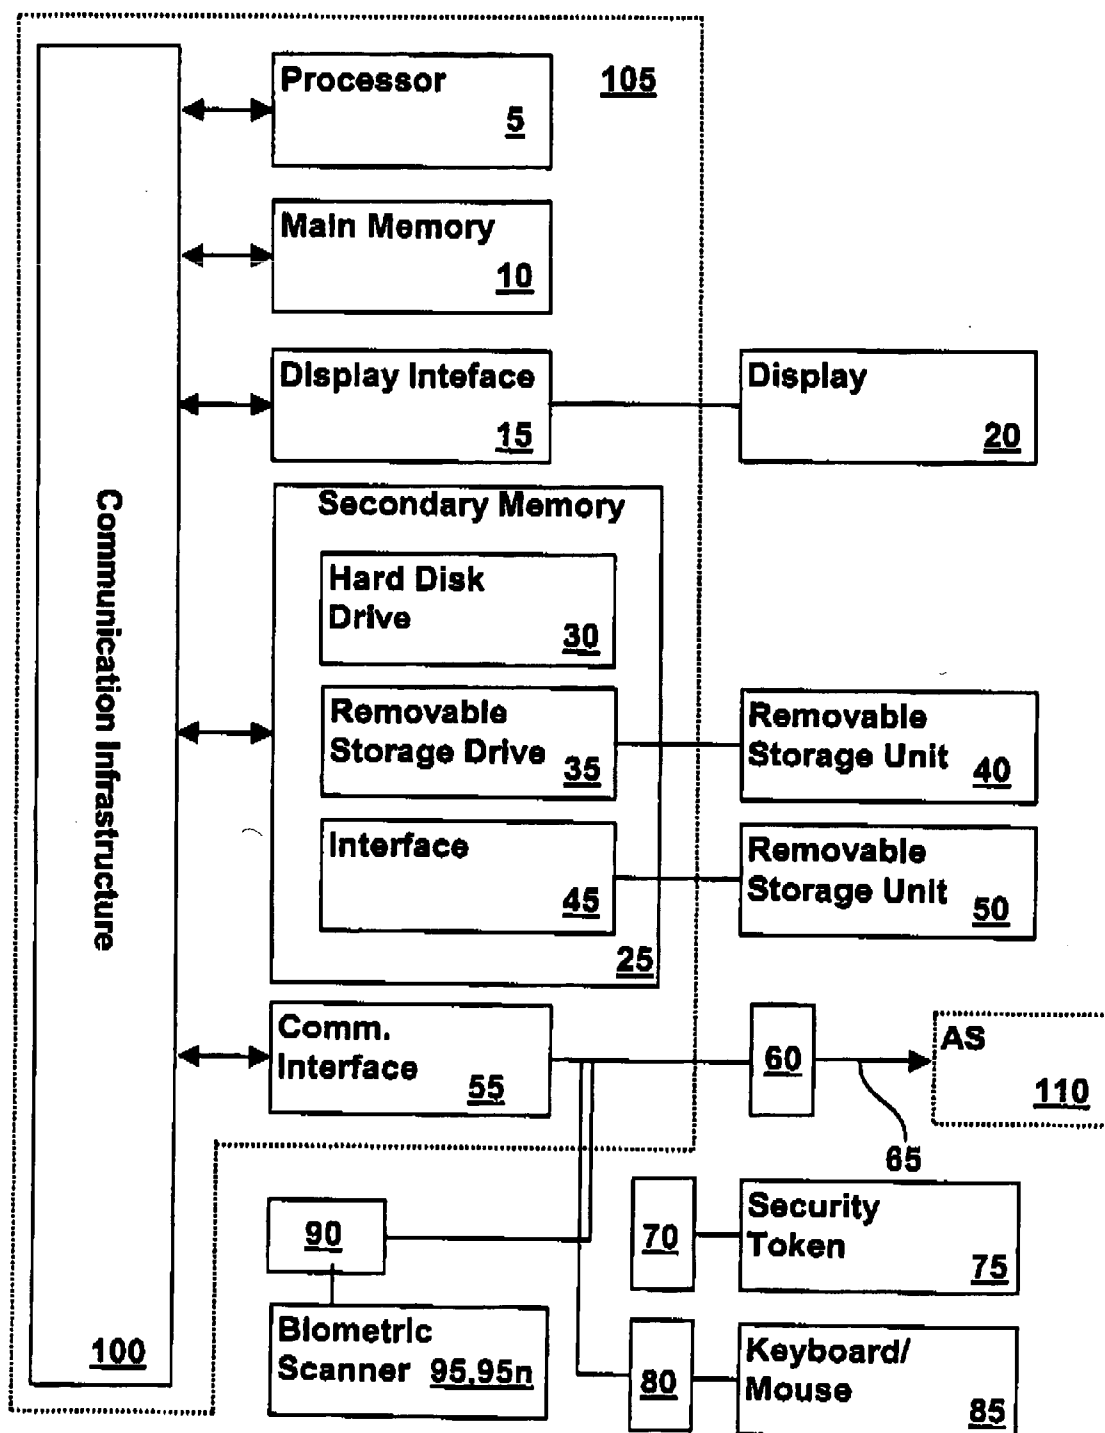 Processor
5
105
Main Memory
10
Display Inteface
15
Display
20
Secondary Memory
Hard Disk
Drive
30
Removable
Storage Drive
35
Removable
Storage Unit
40
Interface
45
Removable
Storage Unit
50
25
Communication Infrastructure
100
Comm.
Interface
55
60
65
AS
110
90
70
Security
Token
75
Biometric
Scanner
95,95n
80
Keyboard/
Mouse
85